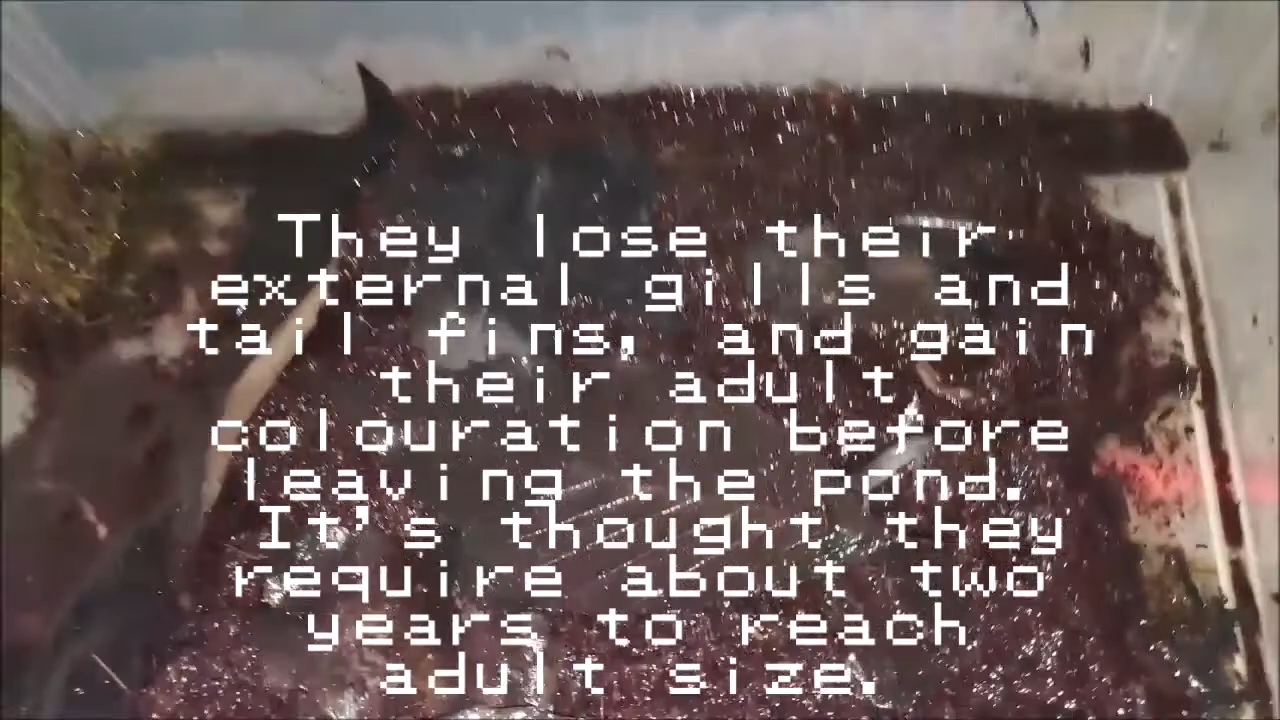 They lose their
external gills and
tail fins, and gain
their adult
colouration before
leaving the pond.
It's thought they
require about two
years to reach
adult size.